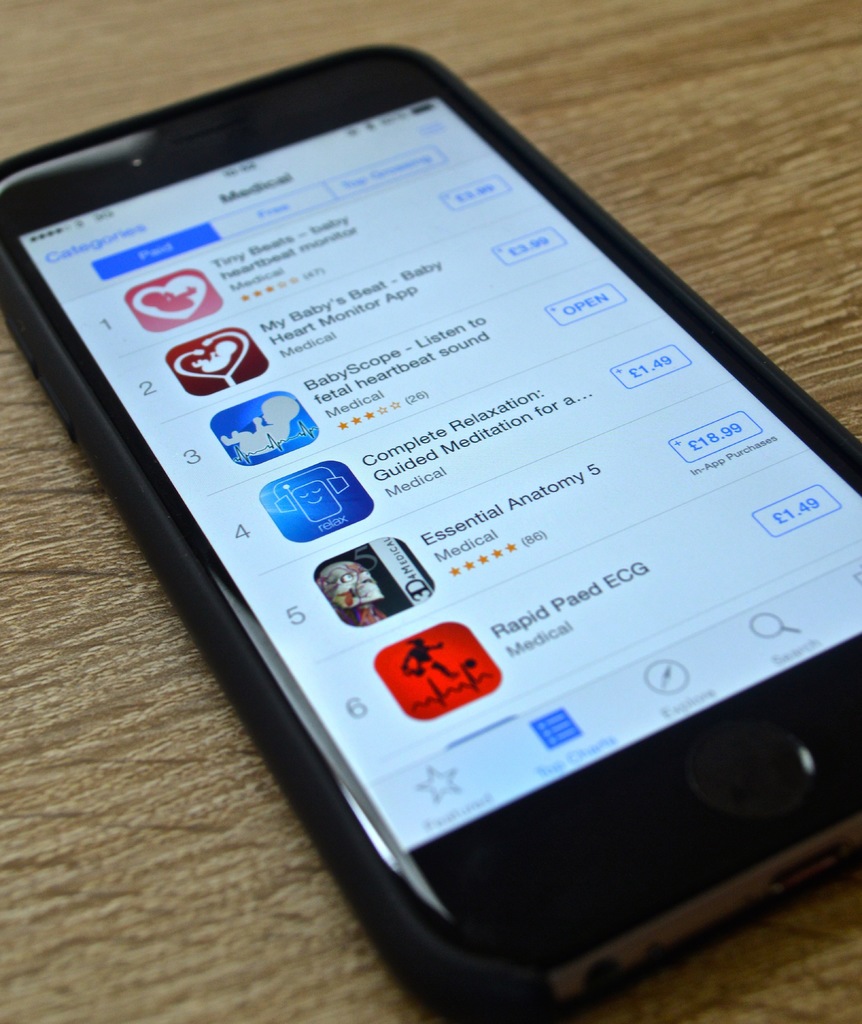 Medical
Categories
Paid
Free
Top Grossing
1
Tiny Beats – baby
heartbeat monitor
Medical
(47)
£3.99
2
My Baby's Beat - Baby
Heart Monitor App
Medical
£3.99
3
BabyScope - Listen to
fetal heartbeat sound
Medical
(26)
+ OPEN
4
relax
Complete Relaxation:
Guided Meditation for a...
Medical
+ £1.49
5
5
3D4MEDICAL
Essential Anatomy 5
Medical
(86)
+ £18.99
In-App Purchases
6
Rapid Paed ECG
Medical
£1.49
Featured
Top Charts
Explore
Search